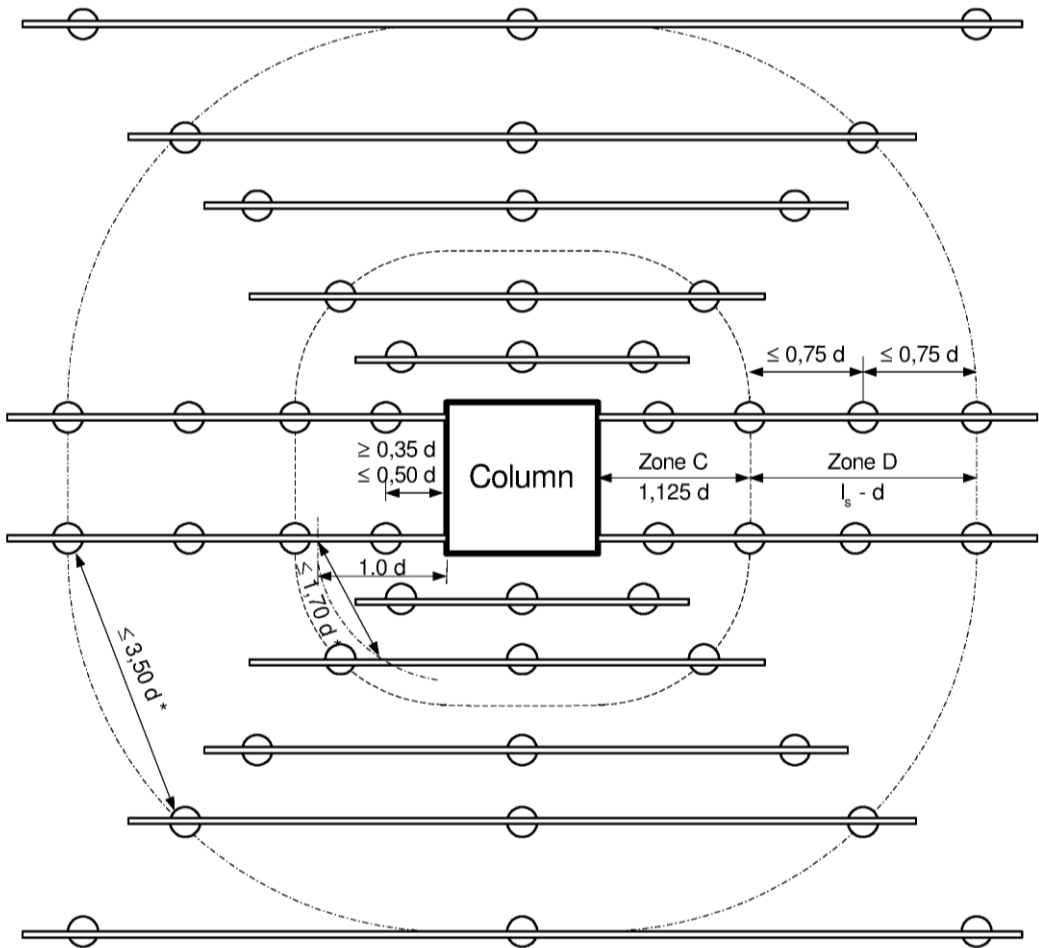 ≤ 0,75 d
≤ 0,75 d
≥ 0,35 d
≤ 0,50 d
Column
Zone C
1,125 d
Zone D
l_s - d
1.0 d
≤ 1,70 d *
≤ 3,50 d *